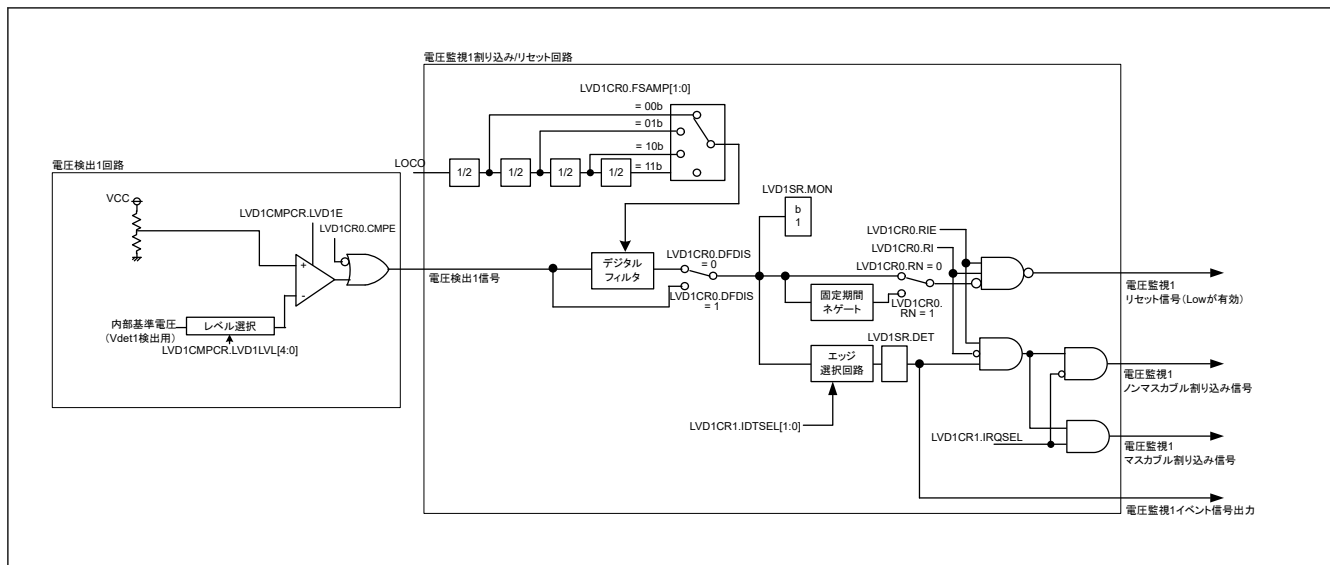 電圧監視1割り込み/リセット回路
LVD1CR0.FSAMP[1:0]
= 00b
= 01b
= 10b
= 11b
LOCO
1/2
1/2
1/2
1/2
電圧検出1回路
VCC
LVD1CMPCR.LVD1E
LVD1CR0.CMPE
+
-
内部基準電圧
(Vdet1検出用)
レベル選択
LVD1CMPCR.LVD1LVL[4:0]
電圧検出1信号
デジタル
フィルタ
LVD1CR0.DFDIS
= 0
LVD1CR0.DFDIS
= 1
LVD1SR.MON
b
1
LVD1CR0.RIE
LVD1CR0.RI
LVD1CR0.RN = 0
固定期間
ネゲート
LVD1CR0.
RN = 1
電圧監視1
リセット信号(Lowが有効)
LVD1SR.DET
エッジ
選択回路
LVD1CR1.IDTSEL[1:0]
LVD1CR1.IRQSEL
電圧監視1
ノンマスカブル割り込み信号
電圧監視1
マスカブル割り込み信号
電圧監視1イベント信号出力